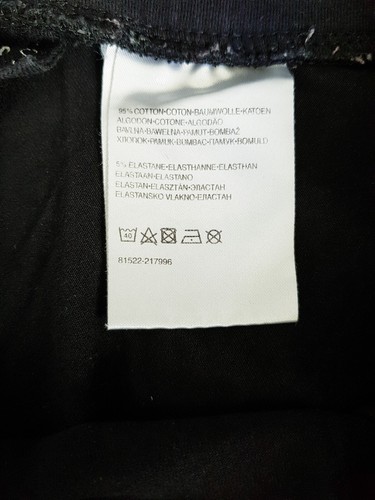 95% COTTON•COTON•BAUMWOLLE•KATOEN
ALGODON•COTONE•ALGODÃO
BAVLNA•BAWEŁNA•PAMUT•BOMBAŽ
ХЛОПОК•PAMUK•BUMBAC•ПАМУК•BOMULD
5% ELASTANE•ELASTHANNE•ELASTHAN
ELASTAAN•ELASTANO
ELASTAN•ELASZTÁN•ЭЛАСТАН
ELASTANSKO VLAKNO•ЕЛАСТАН
40
81522-217996